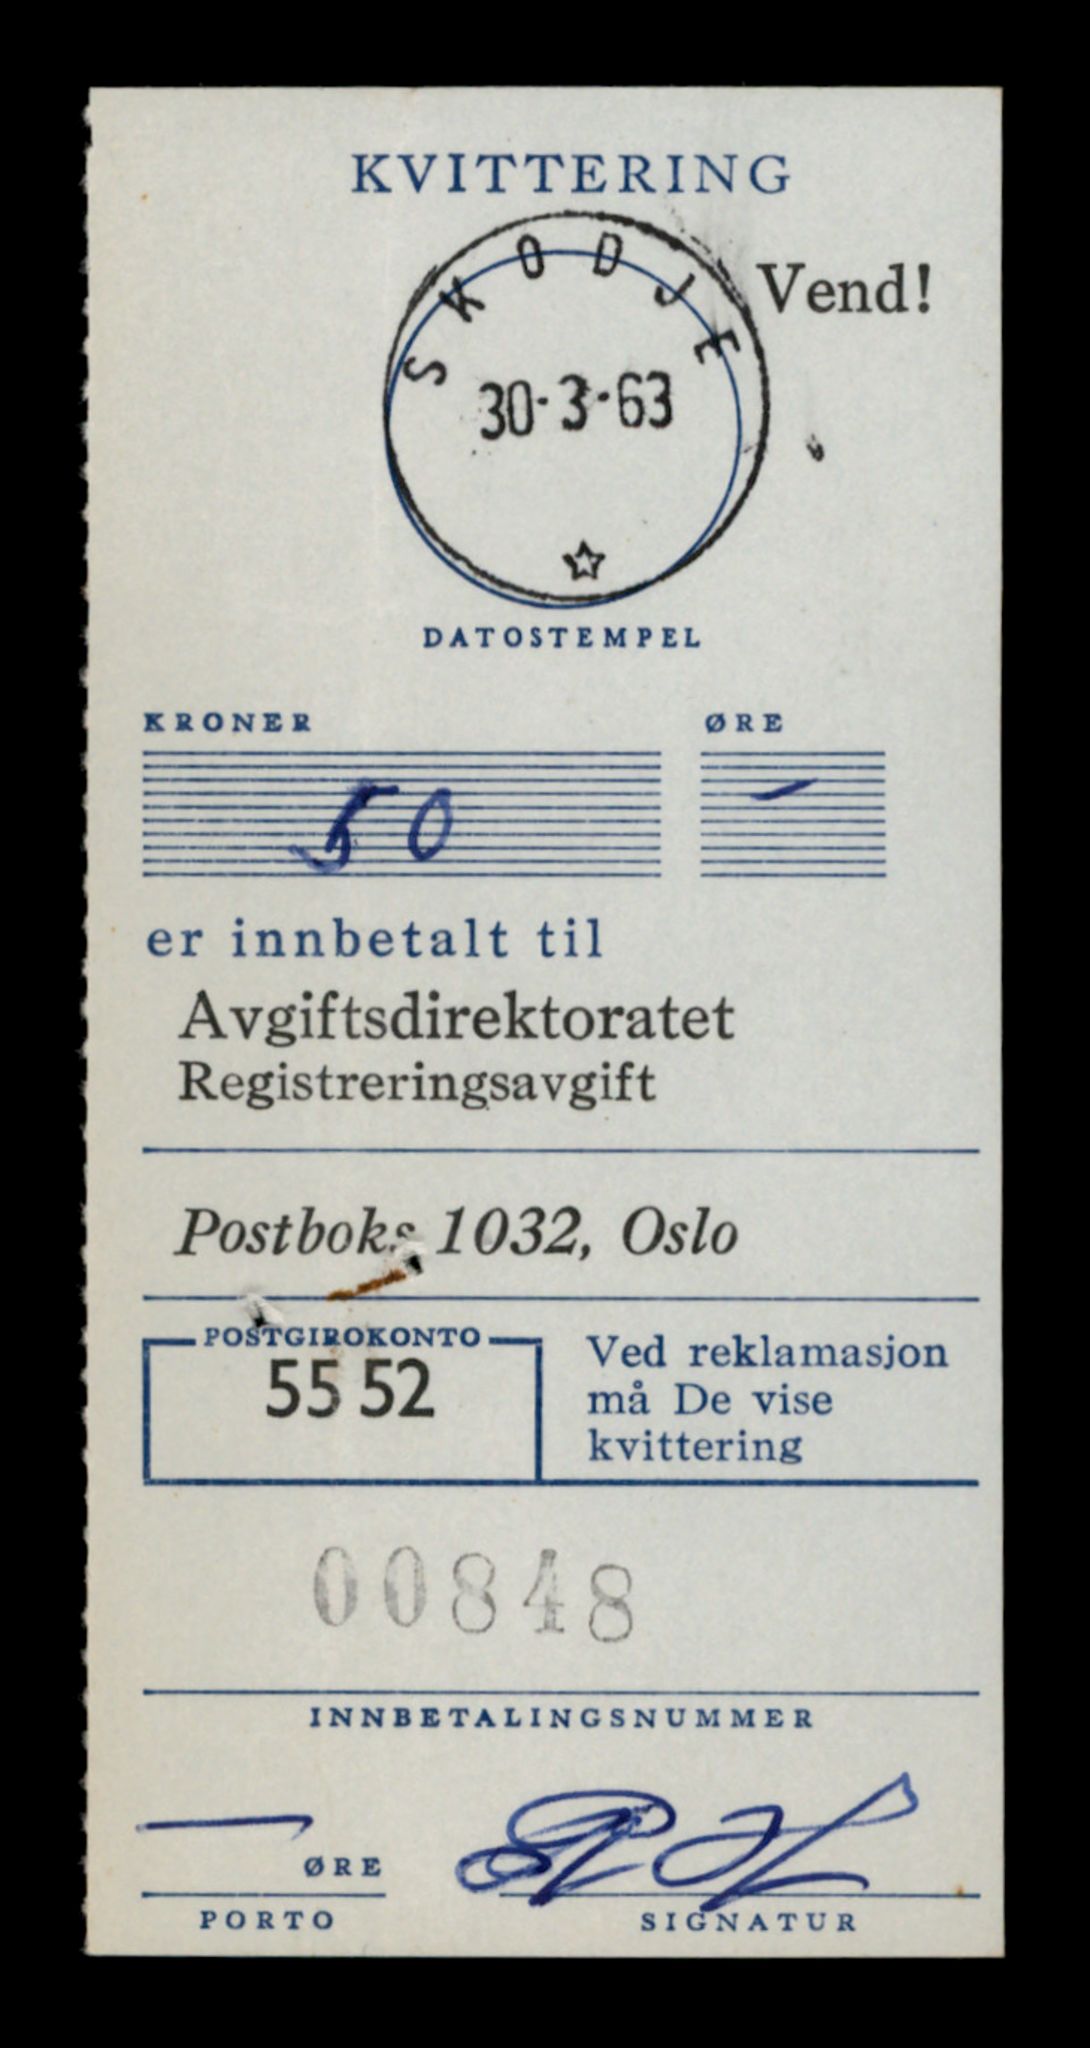 KVITTERING
SKODJE
Vend!
30-3-63
DATOSTEMPEL
KRONER ØRE
50 -
er innbetalt til
Avgiftsdirektoratet
Registreringsavgift
Postboks 1032, Oslo
POSTGIROKONTO
55 52
Ved reklamasjon
må De vise
kvittering
00848
INNBETALINGSNUMMER
— ØRE
PORTO SIGNATUR